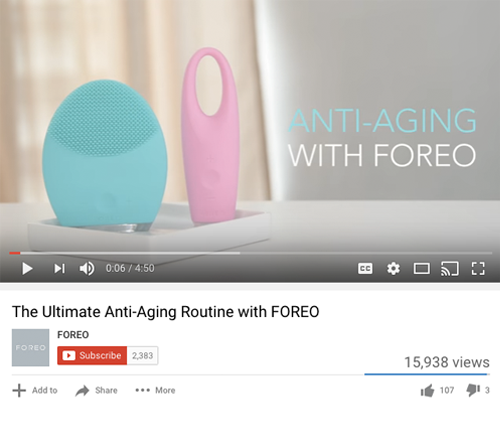 ANTI-AGING
WITH FOREO
0:06 / 4:50
CC
The Ultimate Anti-Aging Routine with FOREO
FOREO
FOREO
Subscribe 2,383
15,938 views
Add to Share More
107 3